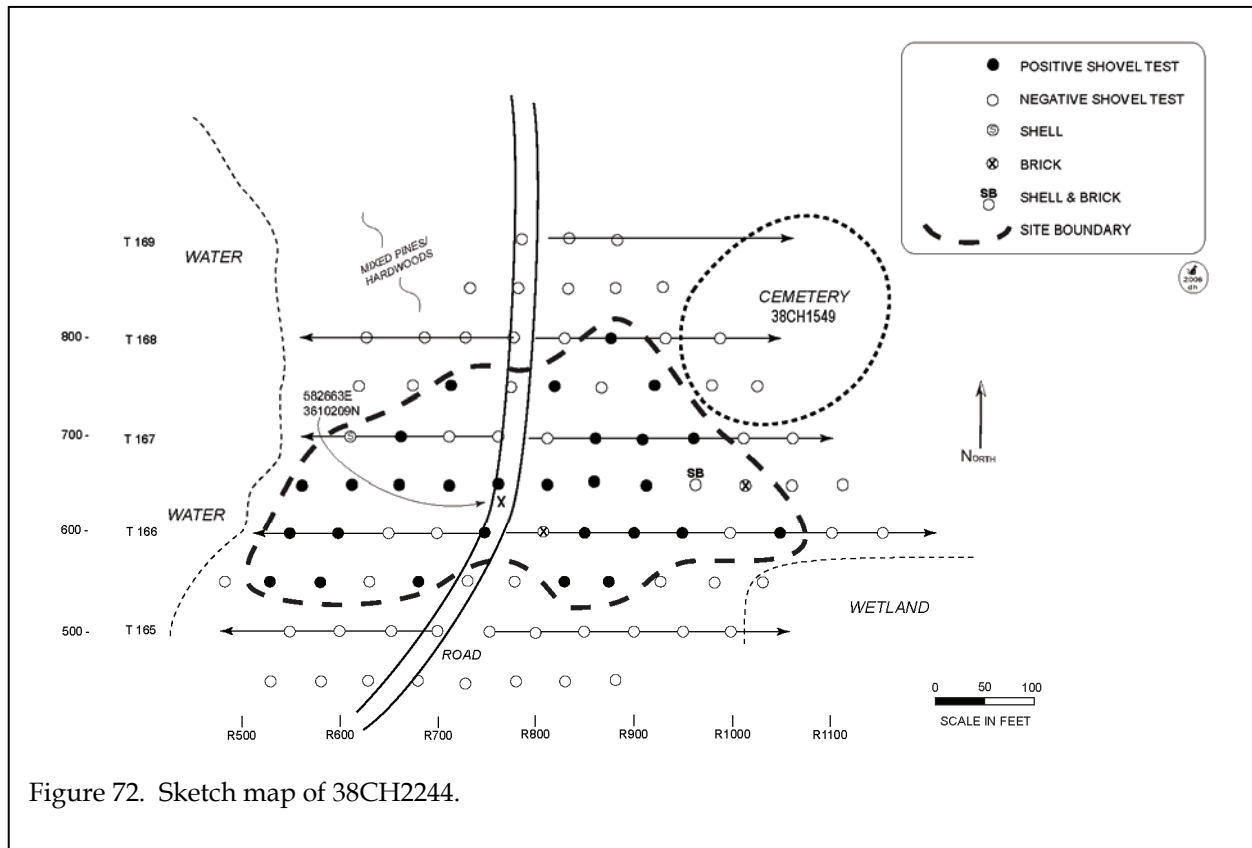 POSITIVE SHOVEL TEST
NEGATIVE SHOVEL TEST
S SHELL
X BRICK
SB SHELL & BRICK
SITE BOUNDARY
2006
dh
T 169
WATER
MIXED PINES/
HARDWOODS
CEMETERY
38CH1549
800 - T 168
582663E
3610209N
700 - T 167
S
NORTH
SB
X
WATER
X
600 - T 166
X
WETLAND
500 - T 165
ROAD
0 50 100
SCALE IN FEET
R500 R600 R700 R800 R900 R1000 R1100
Figure 72. Sketch map of 38CH2244.